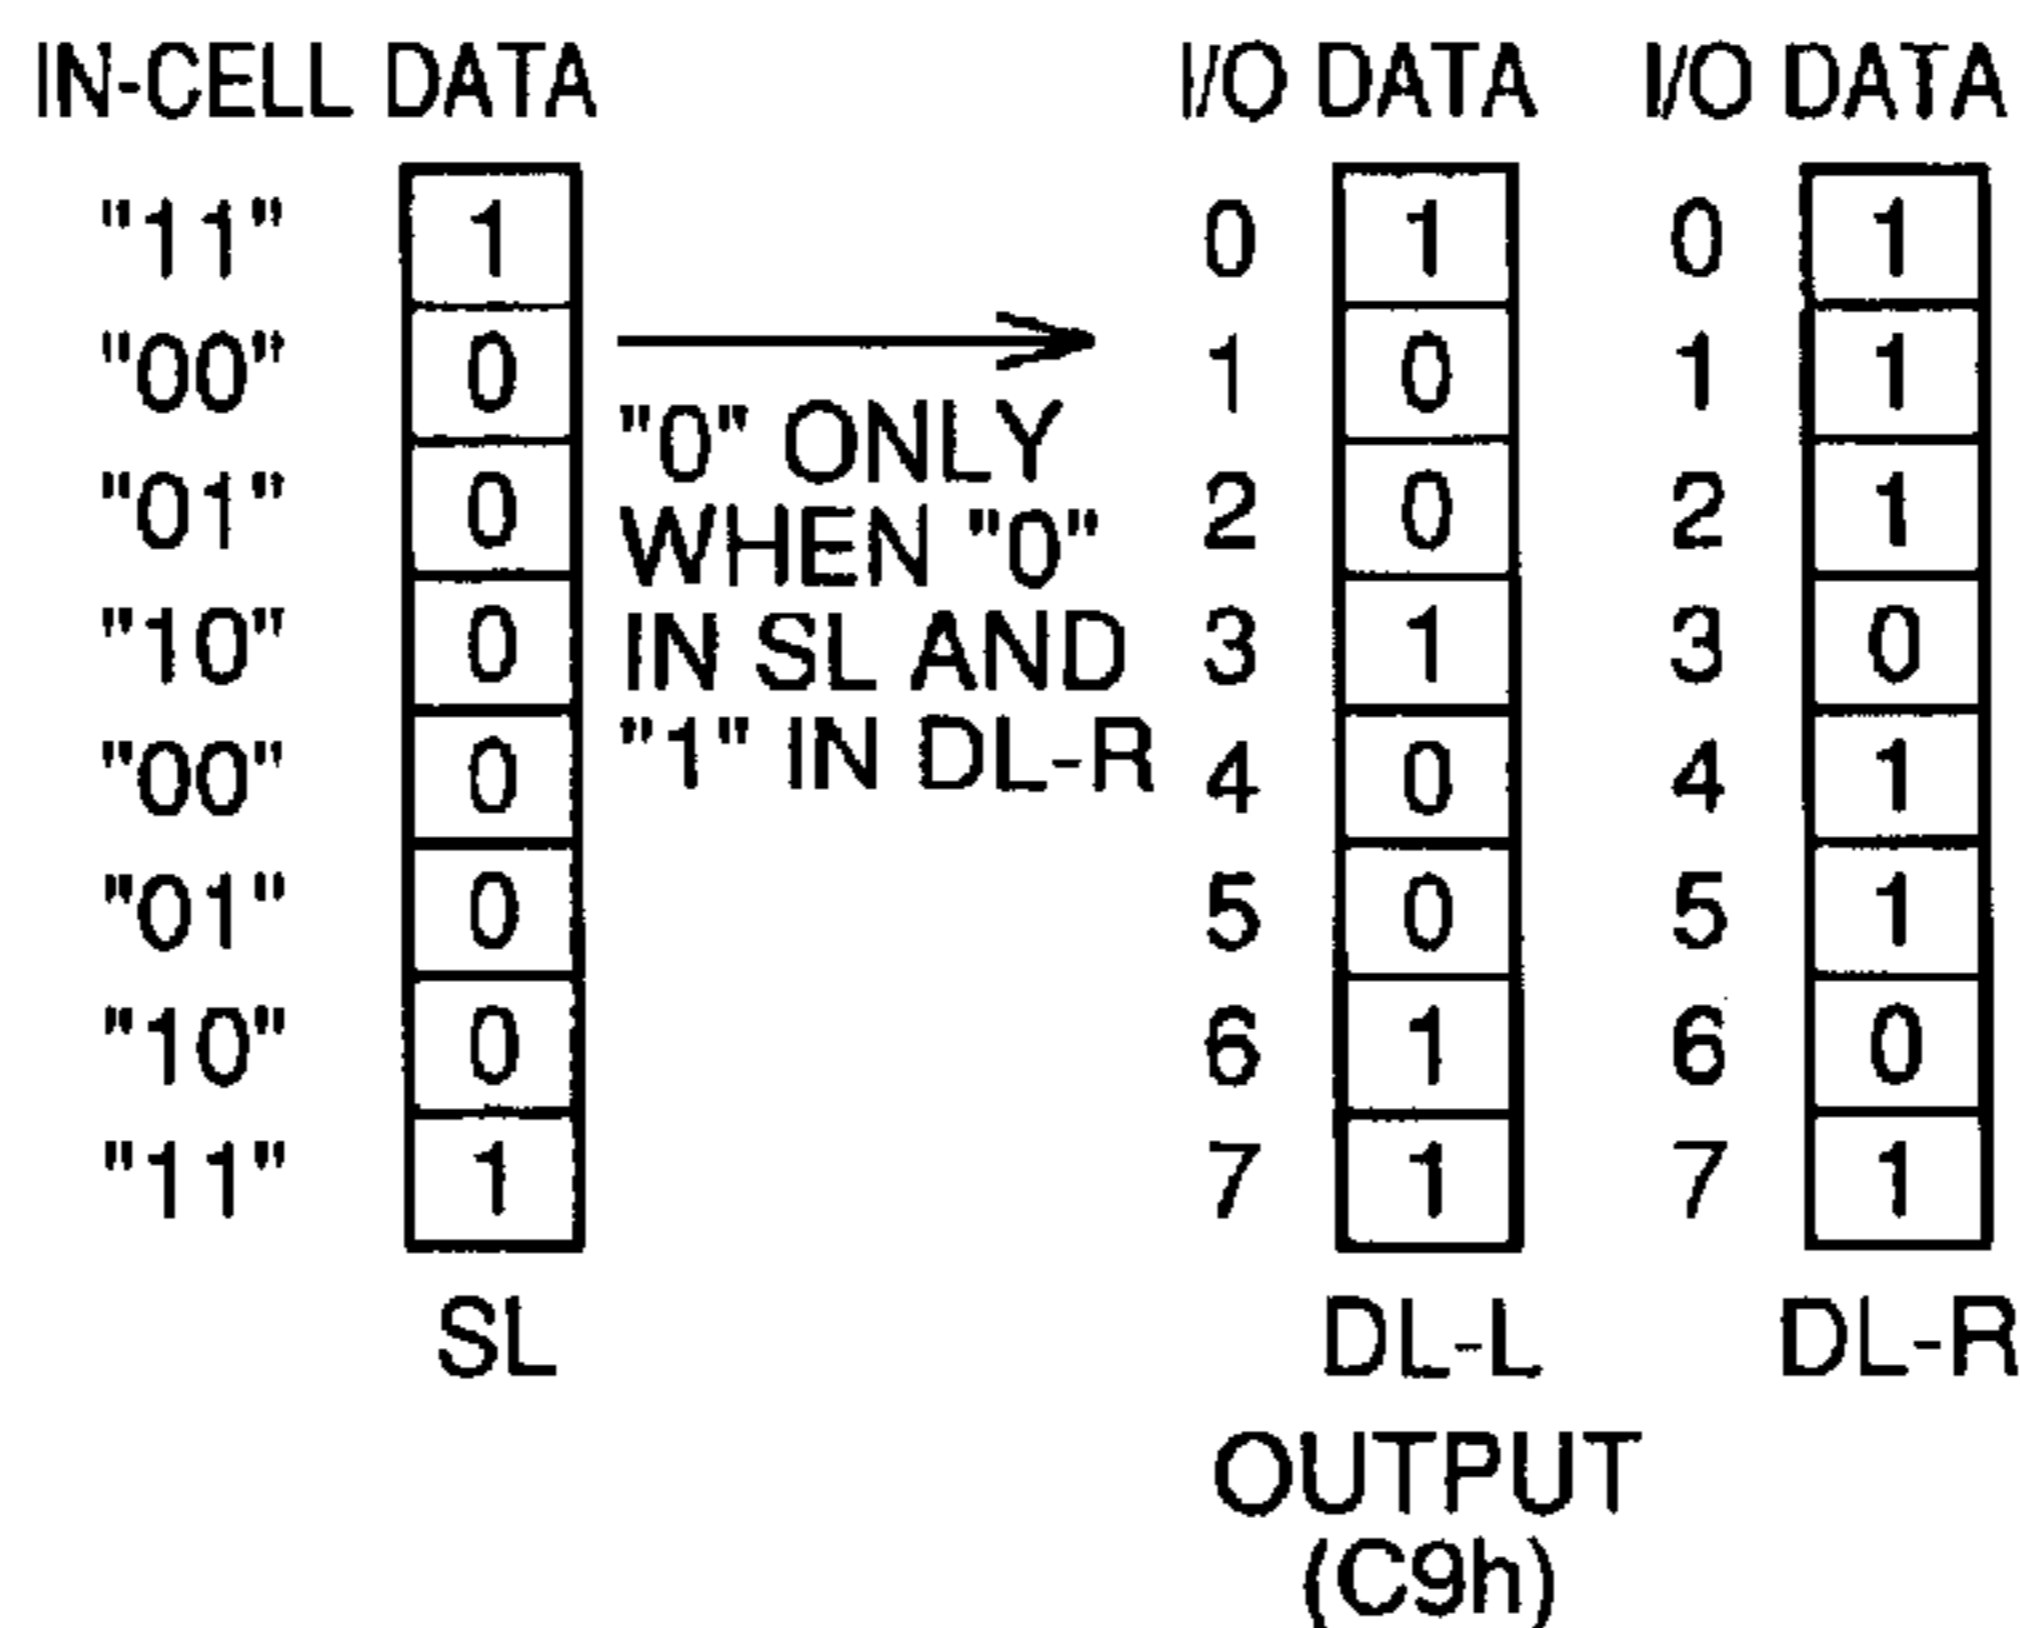 IN-CELL DATA I/O DATA I/O DATA
"11" 1 0 1 0 1
"00" 0 1 0 1 1
"01" 0 2 0 2 1
"10" 0 3 1 3 0
"00" 0 4 0 4 1
"01" 0 5 0 5 1
"10" 0 6 1 6 0
"11" 1 7 1 7 1
"0" ONLY
WHEN "0"
IN SL AND
"1" IN DL-R
SL DL-L DL-R
OUTPUT
(C9h)